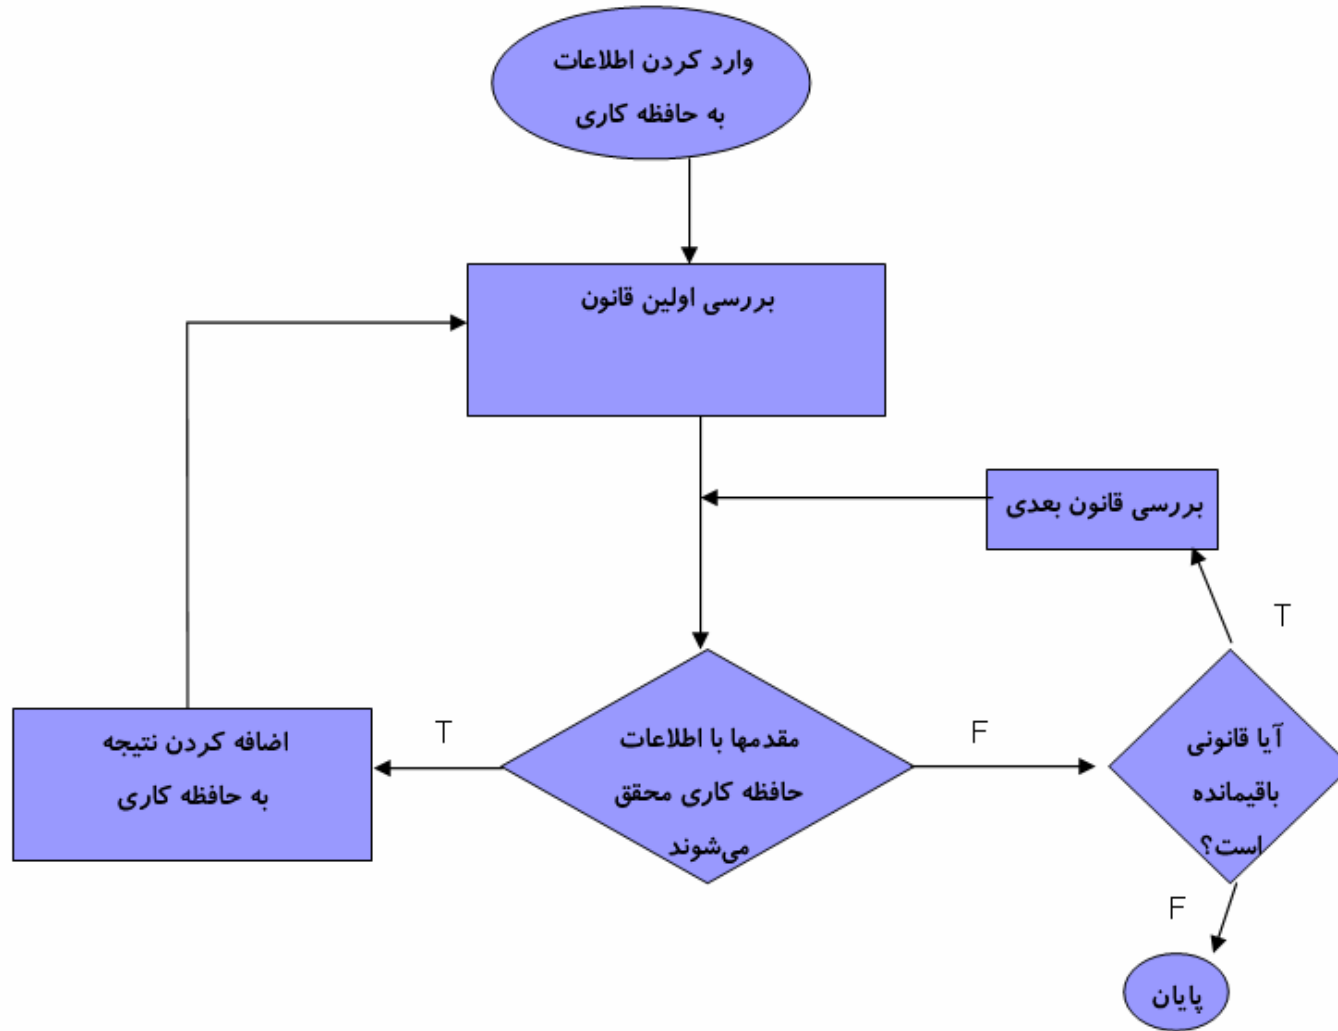 وارد کردن اطلاعات
به حافظه کاری
بررسی اولین قانون
بررسی قانون بعدی
T
اضافه کردن نتیجه
به حافظه کاری
T
مقدمها با اطلاعات
حافظه کاری محقق
می‌شوند
F
آیا قانونی
باقیمانده
است؟
F
پایان